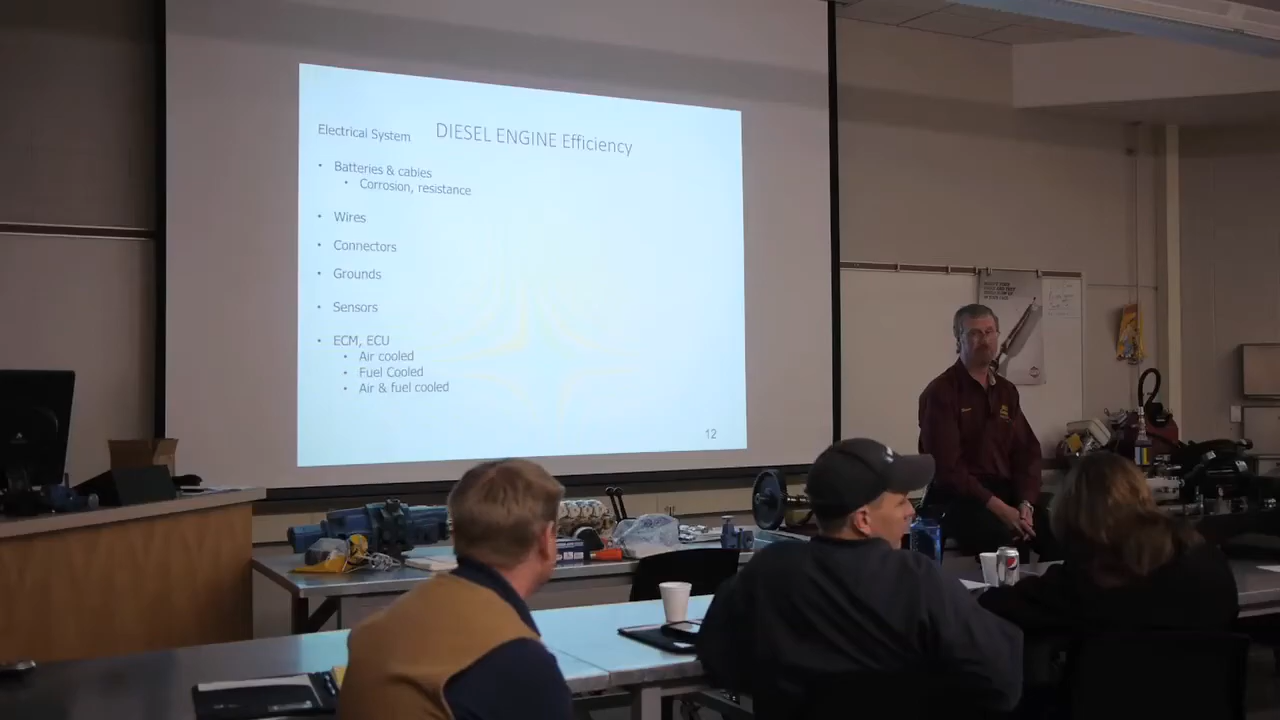 Electrical System
DIESEL ENGINE Efficiency
• Batteries & cables
• Corrosion, resistance
• Wires
• Connectors
• Grounds
• Sensors
• ECM, ECU
• Air cooled
• Fuel Cooled
• Air & fuel cooled
12